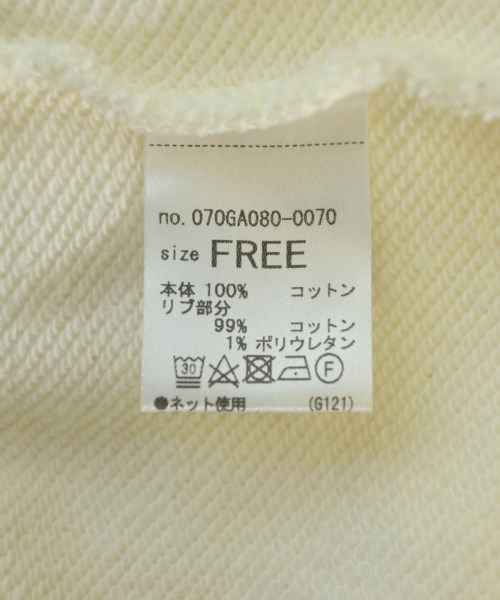 no. 070GA080-0070
size FREE
本体 100% コットン
リブ部分
99% コットン
1% ポリウレタン
30 F
●ネット使用 (G121)